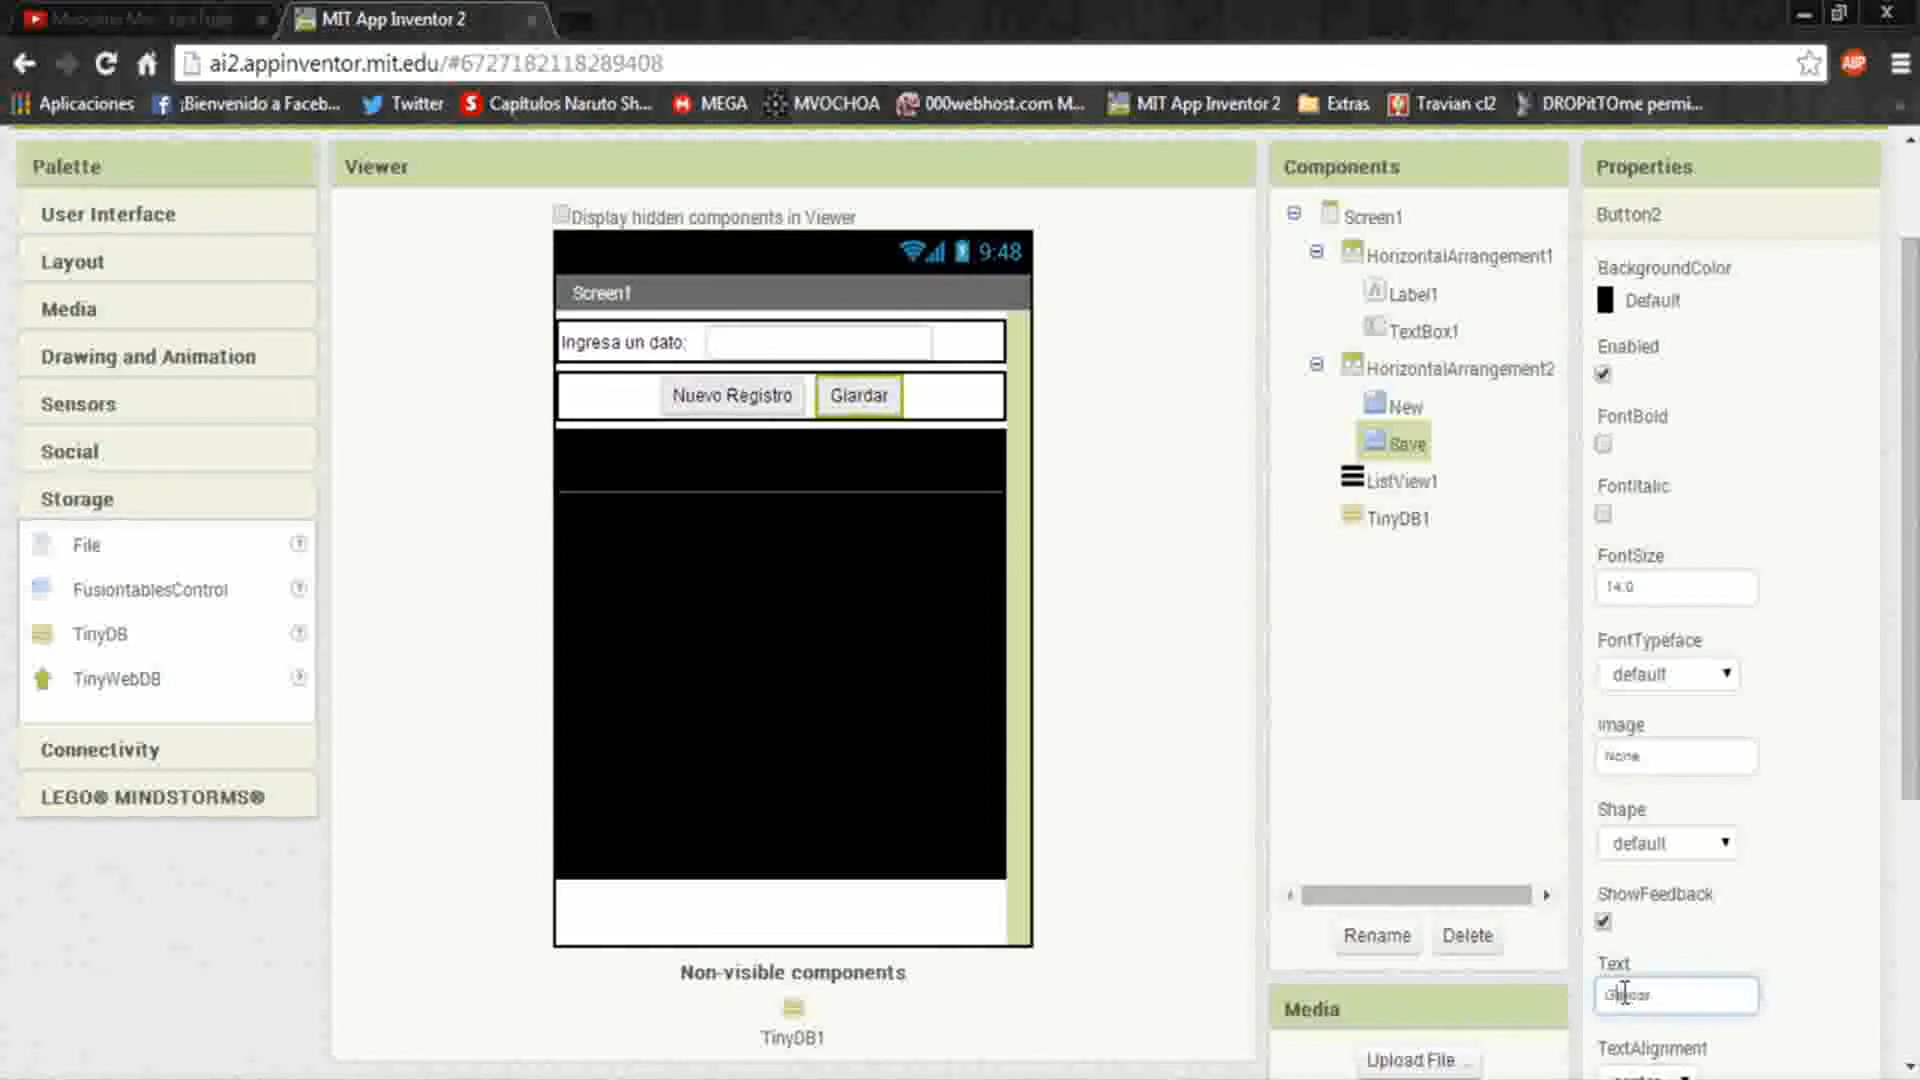 MIT App Inventor 2
ai2.appinventor.mit.edu/#6727182118289408
Aplicaciones
¡Bienvenido a Faceb...
Twitter
Capitulos Naruto Sh...
MEGA
MVOCHOA
000webhost.com M...
MIT App Inventor 2
Extras
Travian cl2
DROPitTOme permi...
ABP
Palette
User Interface
Layout
Media
Drawing and Animation
Sensors
Social
Storage
File
FusiontablesControl
TinyDB
TinyWebDB
Connectivity
LEGO® MINDSTORMS®
Viewer
Display hidden components in Viewer
9:48
Screen1
Ingresa un dato:
Nuevo Registro
Giardar
Non-visible components
TinyDB1
Components
Screen1
HorizontalArrangement1
Label1
TextBox1
HorizontalArrangement2
New
Save
ListView1
TinyDB1
Rename
Delete
Media
Upload File ...
Properties
Button2
BackgroundColor
Default
Enabled
FontBold
FontItalic
FontSize
14.0
FontTypeface
default
Image
None
Shape
default
ShowFeedback
Text
TextAlignment